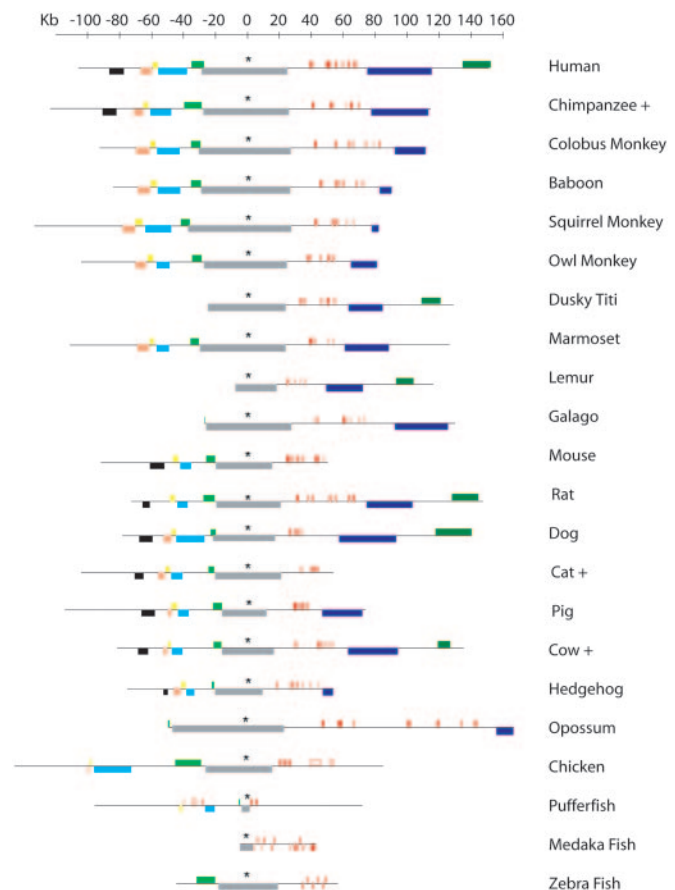 Kb -100 -80 -60 -40 -20 0 20 40 60 80 100 120 140 160
* Human
* Chimpanzee +
* Colobus Monkey
* Baboon
* Squirrel Monkey
* Owl Monkey
* Dusky Titi
* Marmoset
* Lemur
* Galago
* Mouse
* Rat
* Dog
* Cat +
* Pig
* Cow +
* Hedgehog
* Opossum
* Chicken
* Pufferfish
* Medaka Fish
* Zebra Fish